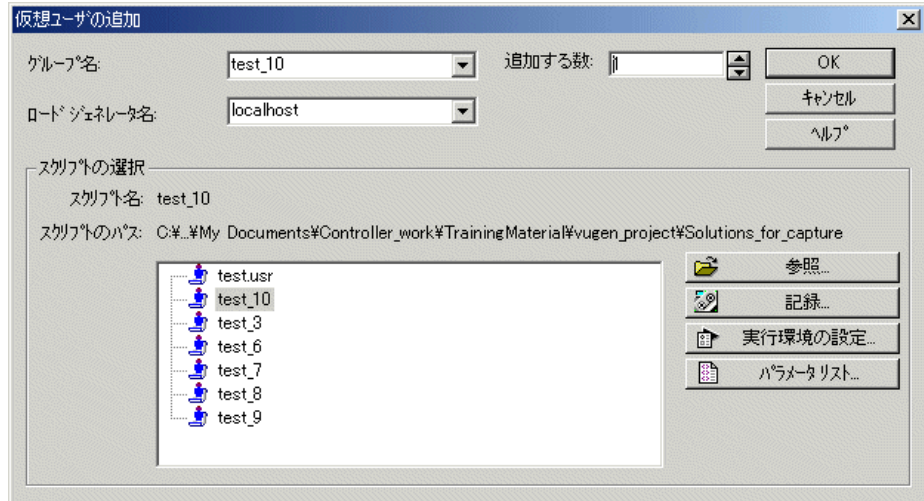 仮想ユーザの追加
グループ名: test_10 追加する数: 1 OK
キャンセル
ロード ジェネレータ名: localhost
ヘルプ
スクリプトの選択
スクリプト名: test_10
スクリプトのパス: C:¥...¥My Documents¥Controller_work¥TrainingMaterial¥vugen_project¥Solutions_for_capture
test.usr 参照...
test_10 記録...
test_3 実行環境の設定...
test_6 パラメータ リスト...
test_7
test_8
test_9